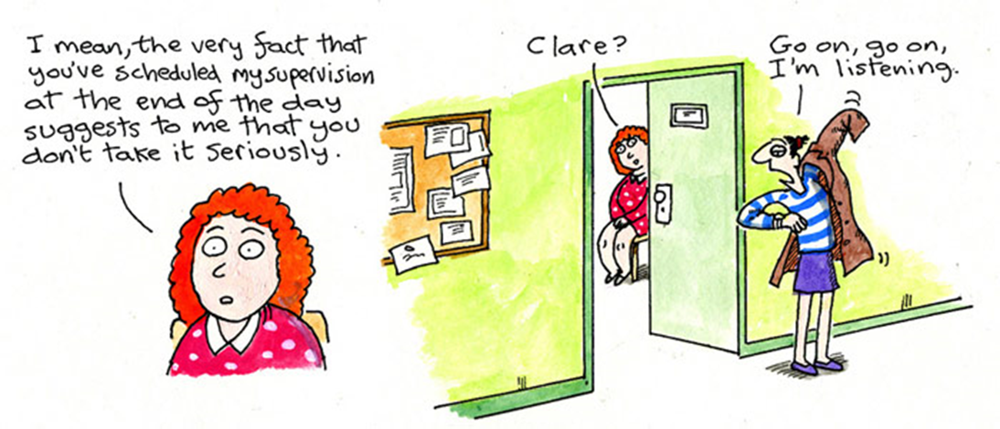 I mean, the very fact that
you've scheduled my supervision
at the end of the day
suggests to me that you
don't take it seriously.
Clare?
Go on, go on,
I'm listening.